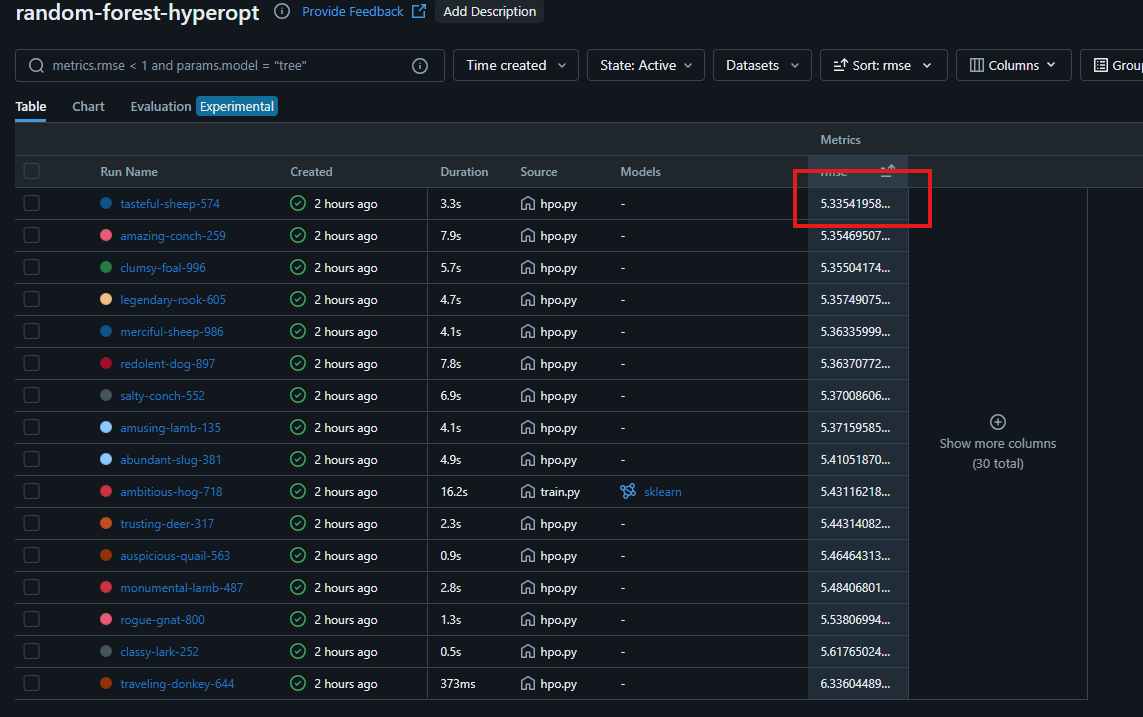 random-forest-hyperopt Provide Feedback Add Description
metrics.rmse < 1 and params.model = "tree" Time created State: Active Datasets Sort: rmse Columns Grou
Table Chart Evaluation Experimental
Metrics
Run Name Created Duration Source Models rmse
tasteful-sheep-574 2 hours ago 3.3s hpo.py - 5.33541958...
amazing-conch-259 2 hours ago 7.9s hpo.py - 5.35469507...
clumsy-foal-996 2 hours ago 5.7s hpo.py - 5.35504174...
legendary-rook-605 2 hours ago 4.7s hpo.py - 5.35749075...
merciful-sheep-986 2 hours ago 4.1s hpo.py - 5.36335999...
redolent-dog-897 2 hours ago 7.8s hpo.py - 5.36370772...
salty-conch-552 2 hours ago 6.9s hpo.py - 5.37008606...
amusing-lamb-135 2 hours ago 4.1s hpo.py - 5.37159585...
abundant-slug-381 2 hours ago 4.9s hpo.py - 5.41051870...
ambitious-hog-718 2 hours ago 16.2s train.py sklearn 5.43116218...
trusting-deer-317 2 hours ago 2.3s hpo.py - 5.44314082...
auspicious-quail-563 2 hours ago 0.9s hpo.py - 5.46464313...
monumental-lamb-487 2 hours ago 2.8s hpo.py - 5.48406801...
rogue-gnat-800 2 hours ago 1.3s hpo.py - 5.53806994...
classy-lark-252 2 hours ago 0.5s hpo.py - 5.61765024...
traveling-donkey-644 2 hours ago 373ms hpo.py - 6.33604489...
Show more columns
(30 total)